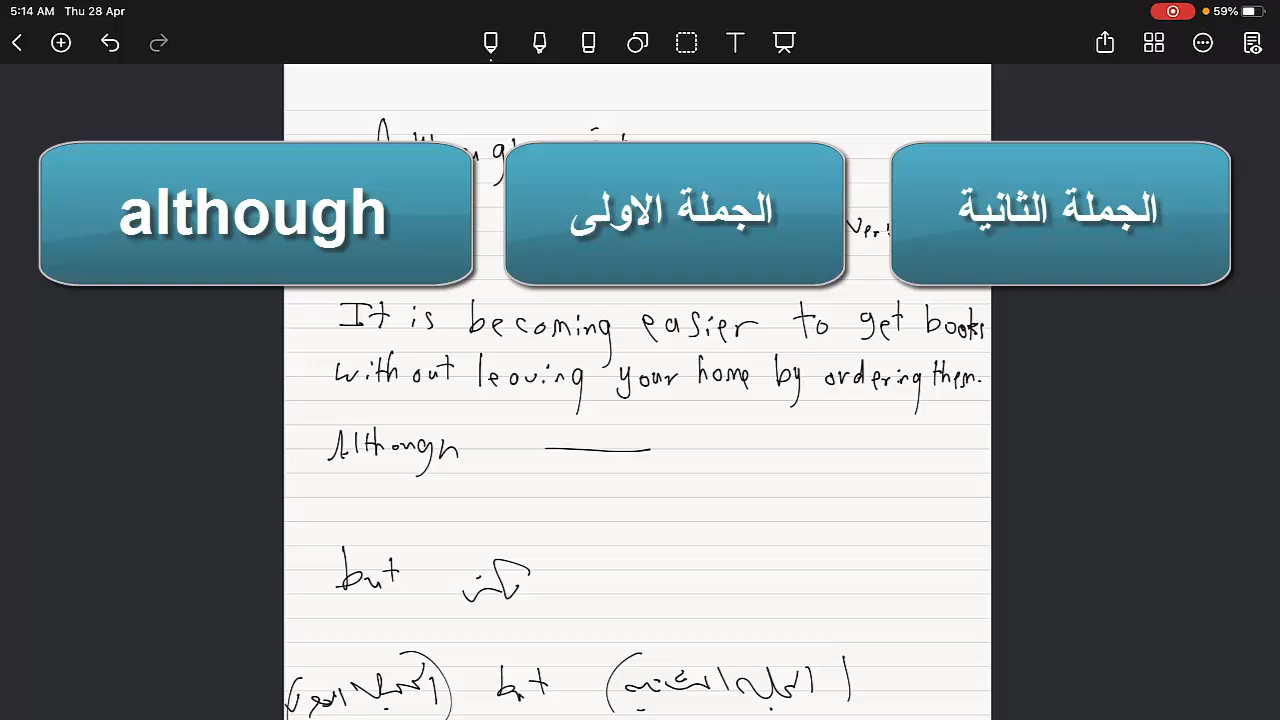 5:14 AM Thu 28 Apr 59%
although الجملة الاولى الجملة الثانية
It is becoming easier to get books
without leaving your home by ordering them.
Although
but لكن
but